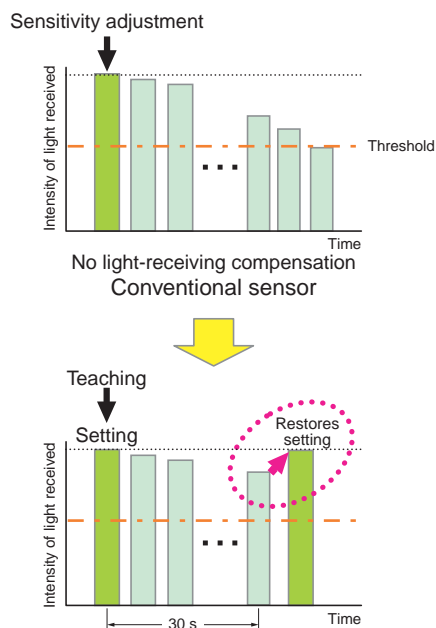 Sensitivity adjustment
Intensity of light received
Threshold
Time
No light-receiving compensation
Conventional sensor
Teaching
Setting
Restores
setting
Intensity of light received
Time
30 s